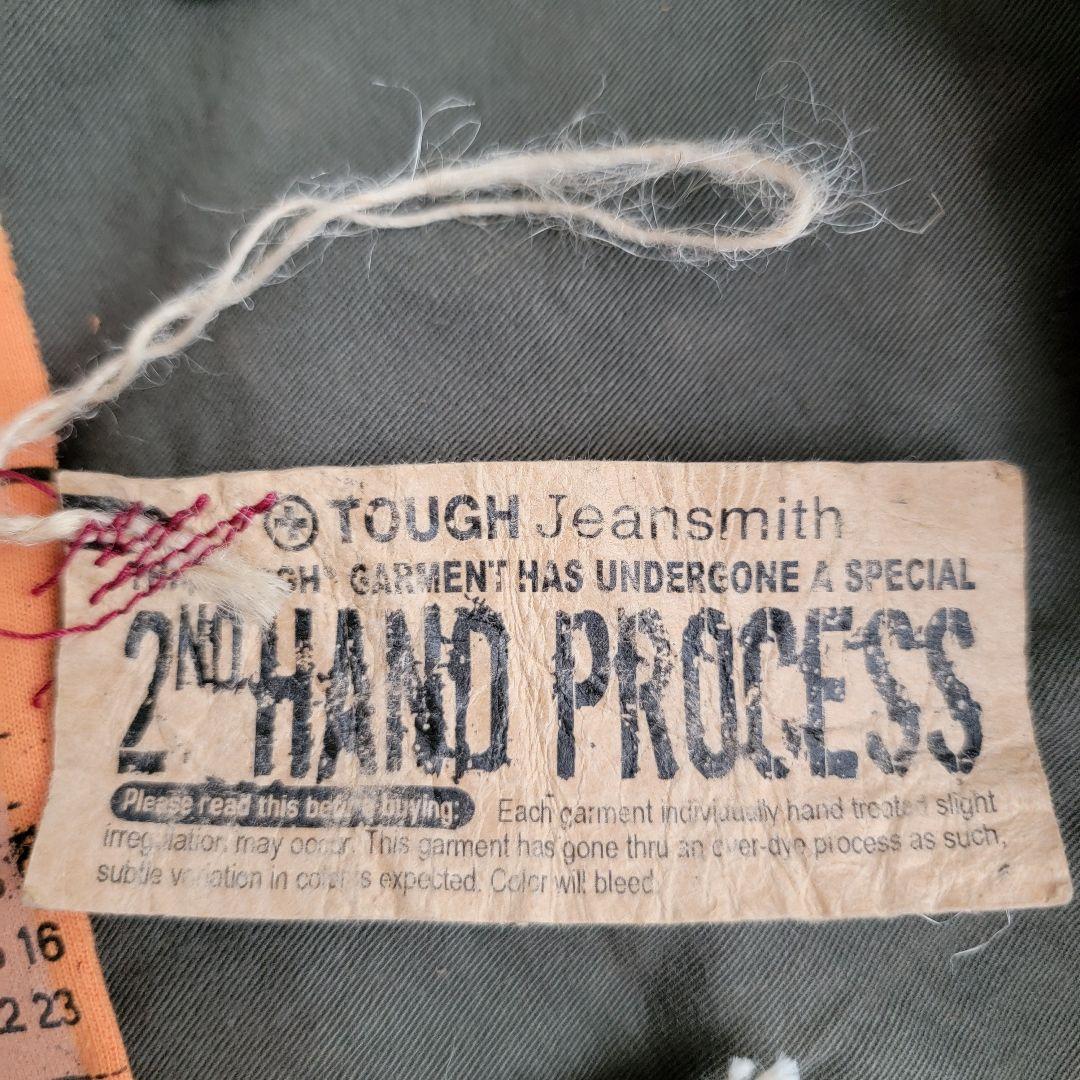 TOUGH Jeansmith
GARMENT HAS UNDERGONE A SPECIAL
2ND HAND PROCESS
Please read this before buying: Each garment individually hand treated slight
may occur. This garment has gone thru an over-dye process as such,
subtle variation in color is expected. Color will bleed
16
23